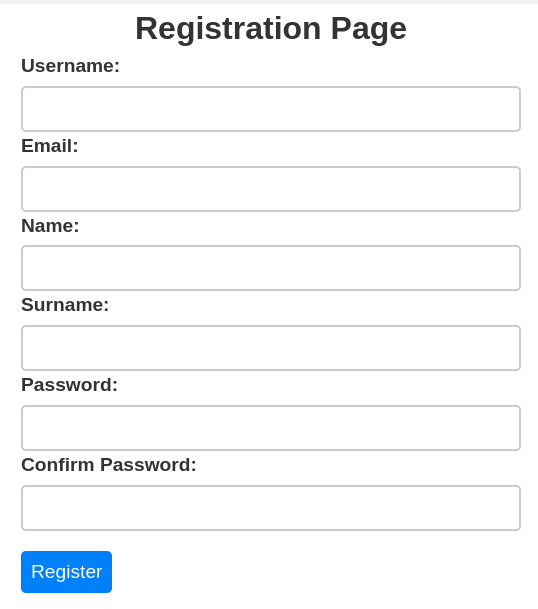 Registration Page
Username:
Email:
Name:
Surname:
Password:
Confirm Password:
Register